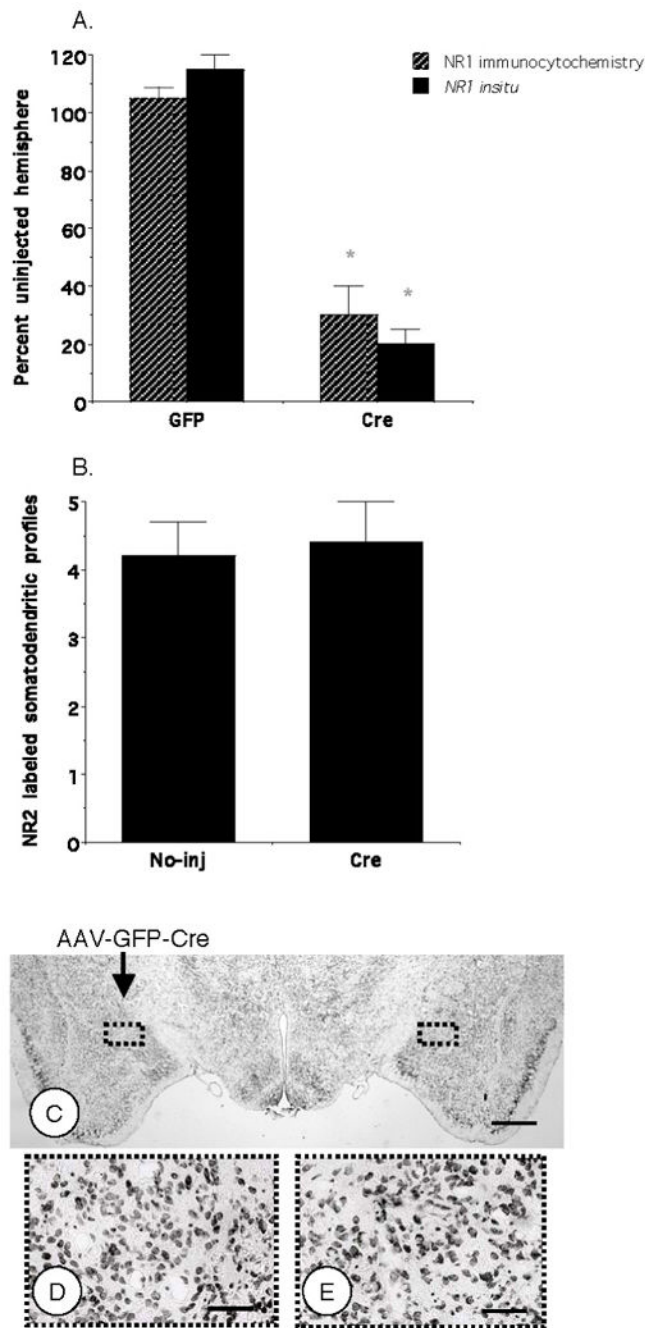 A.
120
100
80
60
40
20
0
Percent uninjected hemisphere
NR1 immunocytochemistry
NR1 insitu
*
*
GFP
Cre
B.
5
4
3
2
1
0
NR2 labeled somatodendritic profiles
No-inj
Cre
AAV-GFP-Cre
C
D
E